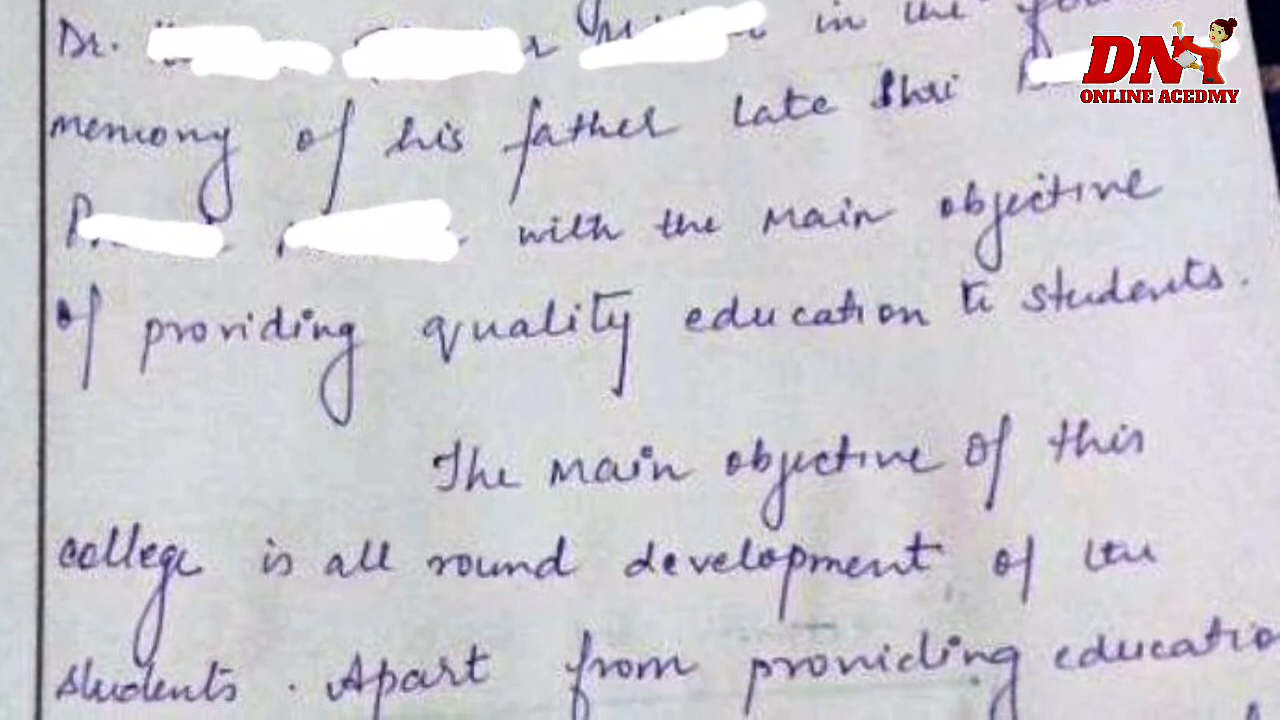 Dr. in the
DN
ONLINE ACEDMY
memory of his father late Shri
with the main objective
of providing quality education to students.
The main objective of this
college is all round development of the
students. Apart from providing